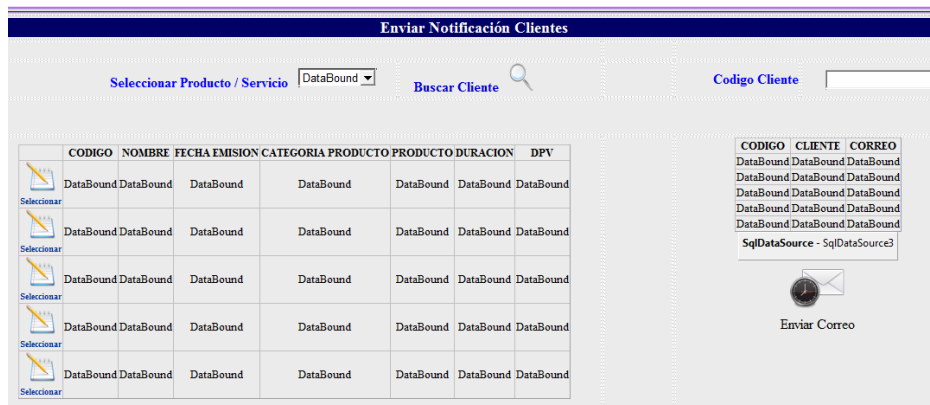 Enviar Notificación Clientes
Seleccionar Producto / Servicio DataBound Buscar Cliente Codigo Cliente
CODIGO NOMBRE FECHA EMISION CATEGORIA PRODUCTO PRODUCTO DURACION DPV
Seleccionar DataBound DataBound DataBound DataBound DataBound DataBound DataBound
Seleccionar DataBound DataBound DataBound DataBound DataBound DataBound DataBound
Seleccionar DataBound DataBound DataBound DataBound DataBound DataBound DataBound
Seleccionar DataBound DataBound DataBound DataBound DataBound DataBound DataBound
Seleccionar DataBound DataBound DataBound DataBound DataBound DataBound DataBound
CODIGO CLIENTE CORREO
DataBound DataBound DataBound
DataBound DataBound DataBound
DataBound DataBound DataBound
DataBound DataBound DataBound
DataBound DataBound DataBound
SqlDataSource - SqlDataSource3
Enviar Correo